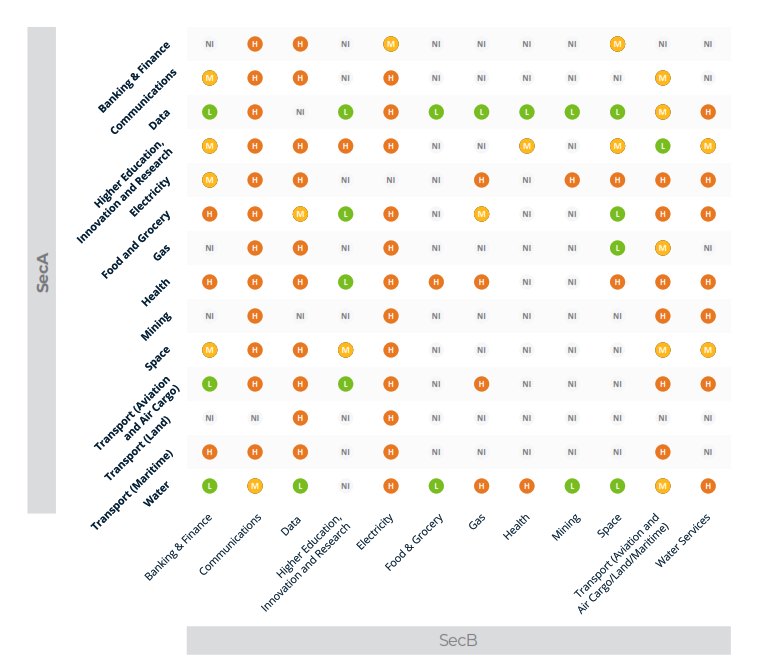 SecA
Banking & Finance NI H H NI M NI NI NI NI M NI NI
Communications M H H NI H NI NI NI NI NI M NI
Data L H NI L H L L L L L M H
Higher Education,
Innovation and Research M H H H H NI NI M NI M L M
Electricity M H H NI NI NI H NI H H H H
Food and Grocery H H M L H NI M NI NI L H H
Gas NI H H NI H NI NI NI NI L M NI
Health H H H L H H H NI NI H H H
Mining NI H NI NI H NI NI NI NI NI H H
Space M H H M H NI NI NI NI NI M M
Transport (Aviation
and Air Cargo) L H H L H NI H NI NI NI H H
Transport (Land) NI NI H NI H NI NI NI NI NI NI NI
Transport (Maritime) H H H NI H NI NI NI NI NI H NI
Water L M L NI H L H H L L M H
Banking & Finance
Communications
Data
Higher Education,
Innovation and Research
Electricity
Food & Grocery
Gas
Health
Mining
Space
Transport (Aviation and
Air Cargo/Land/Maritime)
Water Services
SecB